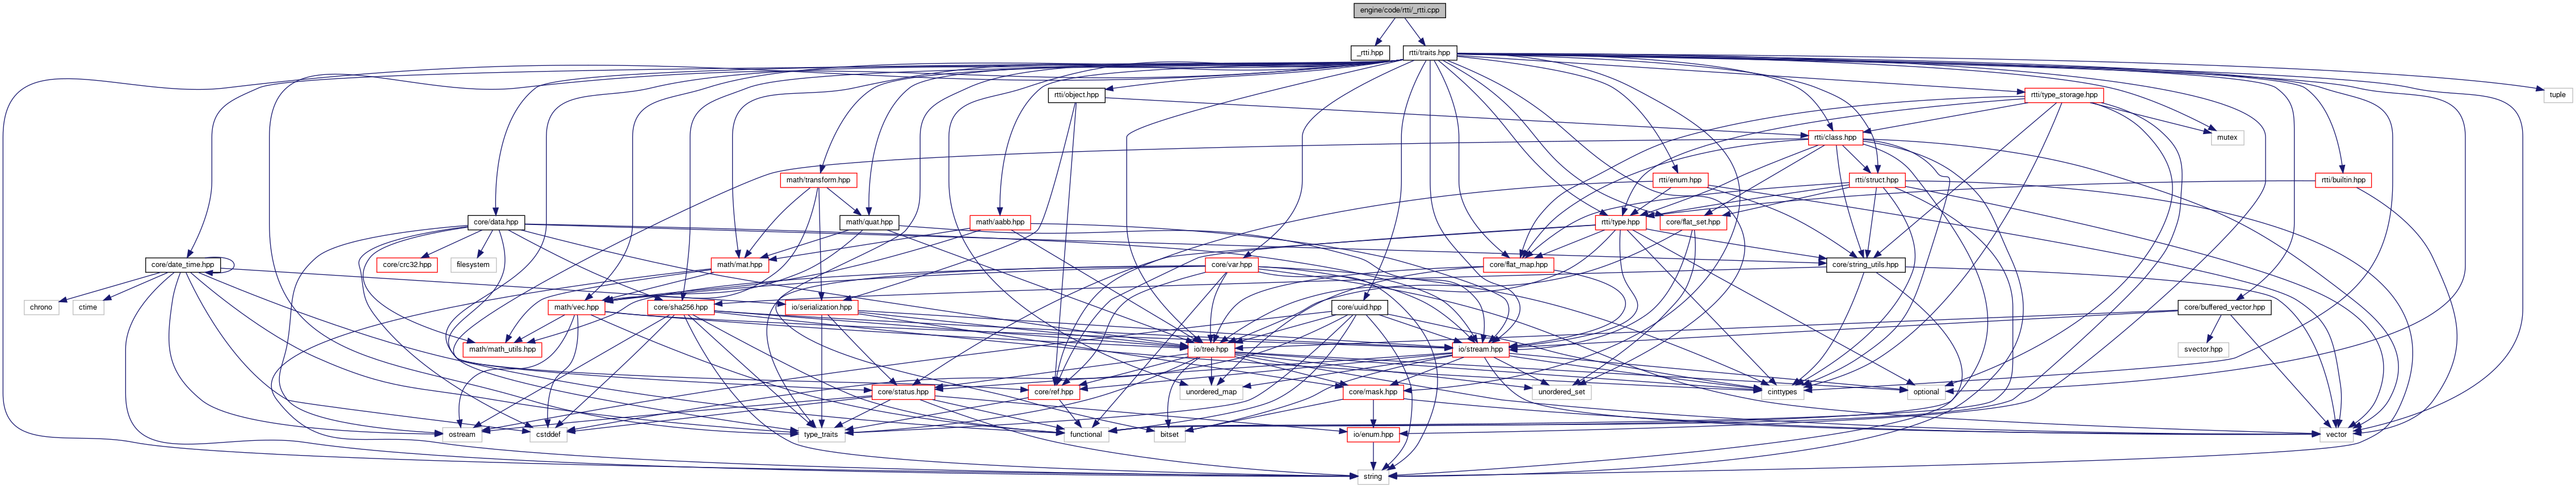 engine/code/rtti/_rtti.cpp
_rtti.hpp
rtti/traits.hpp
rtti/object.hpp
rtti/type_storage.hpp
tuple
rtti/class.hpp
mutex
math/transform.hpp
rtti/enum.hpp
rtti/struct.hpp
rtti/builtin.hpp
core/data.hpp
math/quat.hpp
math/aabb.hpp
rtti/type.hpp
core/flat_set.hpp
core/date_time.hpp
core/crc32.hpp
filesystem
math/mat.hpp
core/var.hpp
core/flat_map.hpp
core/string_utils.hpp
chrono
ctime
math/vec.hpp
core/sha256.hpp
io/serialization.hpp
core/uuid.hpp
core/buffered_vector.hpp
math/math_utils.hpp
io/tree.hpp
io/stream.hpp
svector.hpp
core/status.hpp
core/ref.hpp
unordered_map
core/mask.hpp
unordered_set
cinttypes
optional
ostream
cstddef
type_traits
functional
bitset
io/enum.hpp
vector
string